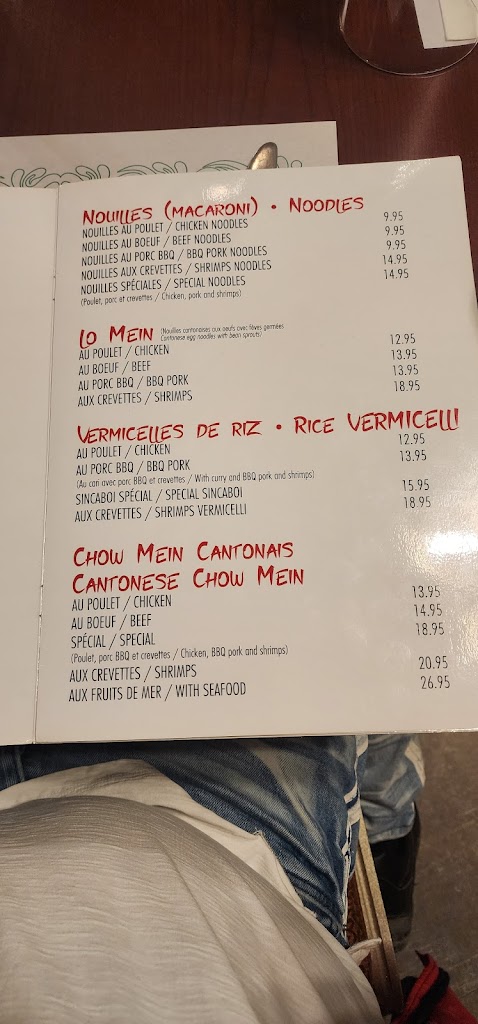 NOUILLES (MACARONI) • NOODLES
NOUILLES AU POULET / CHICKEN NOODLES 9.95
NOUILLES AU BOEUF / BEEF NOODLES 9.95
NOUILLES AU PORC BBQ / BBQ PORK NOODLES 9.95
NOUILLES AUX CREVETTES / SHRIMPS NOODLES 14.95
NOUILLES SPÉCIALES / SPECIAL NOODLES 14.95
(Poulet, porc et crevettes / Chicken, pork and shrimps)
LO MEIN (Nouilles cantonaises aux oeufs avec fèves germées
Cantonese egg noodles with bean sprouts)
AU POULET / CHICKEN 12.95
AU BOEUF / BEEF 13.95
AU PORC BBQ / BBQ PORK 13.95
AUX CREVETTES / SHRIMPS 18.95
VERMICELLES DE RIZ • RICE VERMICELLI
AU POULET / CHICKEN 12.95
AU PORC BBQ / BBQ PORK 13.95
(Au cari avec porc BBQ et crevettes / With curry and BBQ pork and shrimps)
SINCABOI SPÉCIAL / SPECIAL SINCABOI 15.95
AUX CREVETTES / SHRIMPS VERMICELLI 18.95
CHOW MEIN CANTONAIS
CANTONESE CHOW MEIN
AU POULET / CHICKEN 13.95
AU BOEUF / BEEF 14.95
SPÉCIAL / SPECIAL 18.95
(Poulet, porc BBQ et crevettes / Chicken, BBQ pork and shrimps)
AUX CREVETTES / SHRIMPS 20.95
AUX FRUITS DE MER / WITH SEAFOOD 26.95